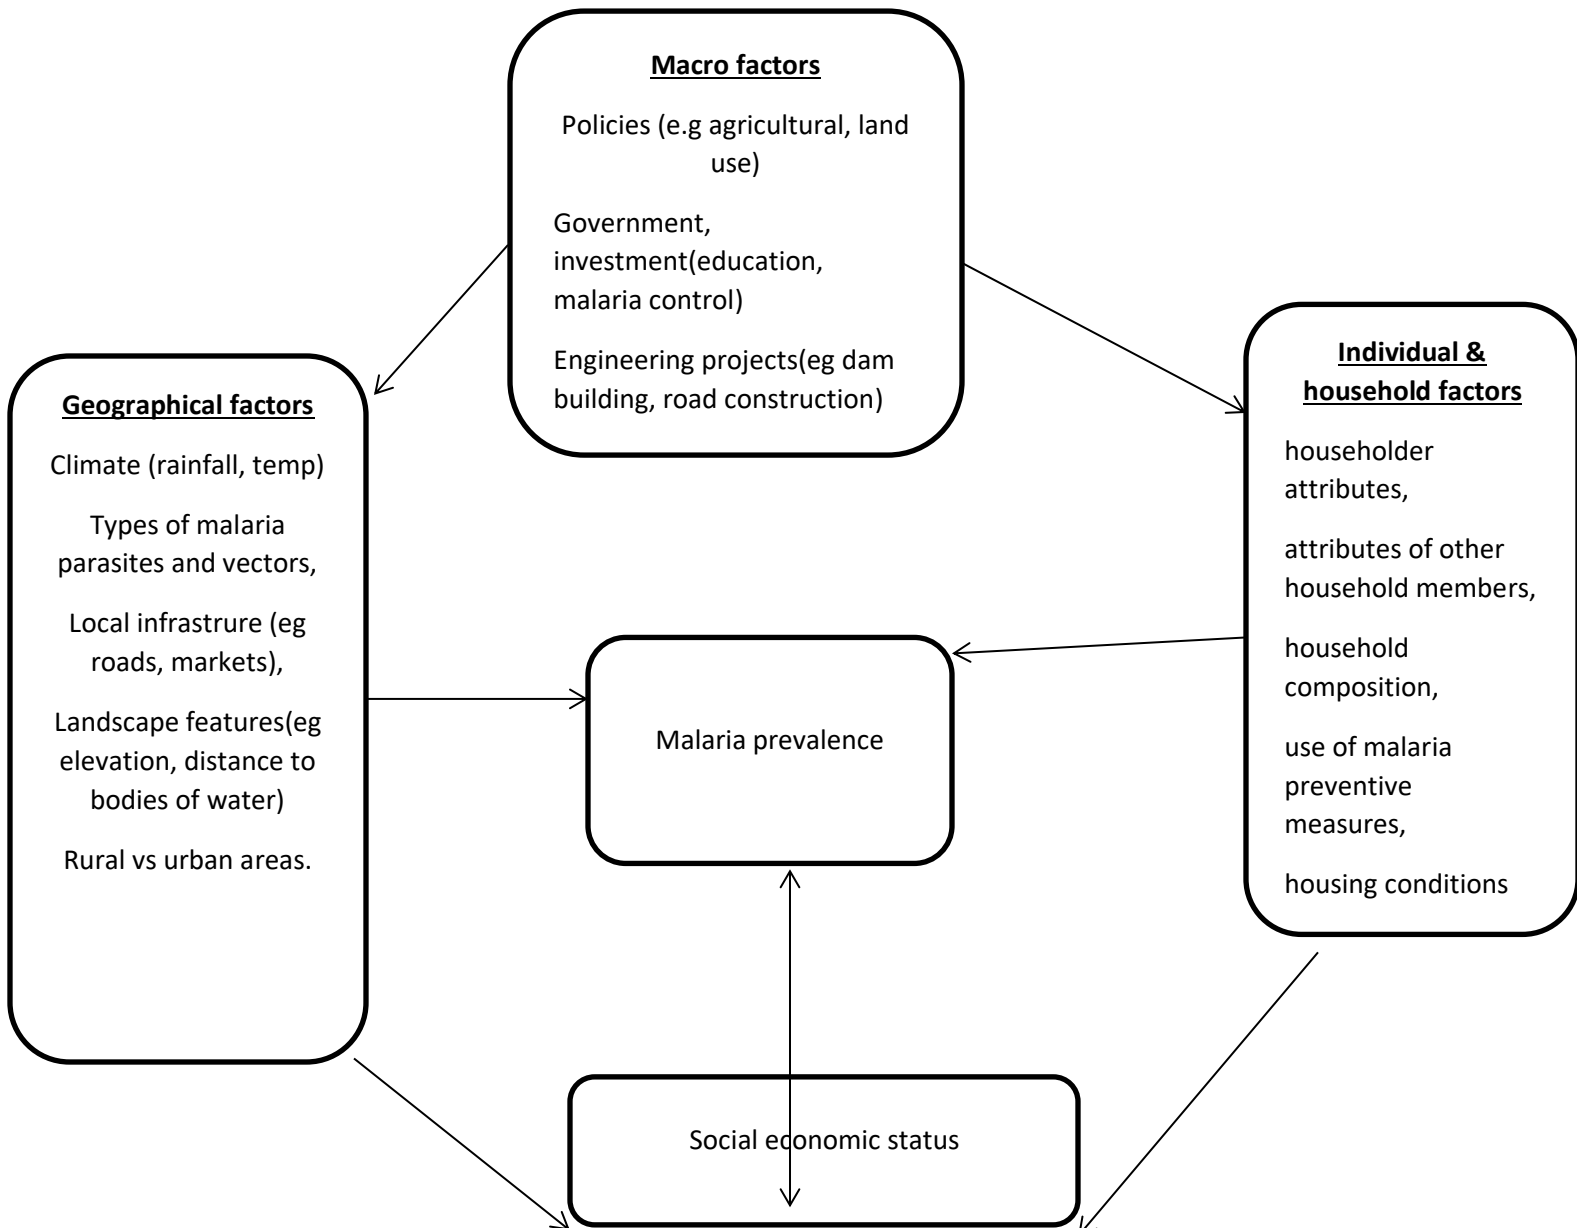 Macro factors
Policies (e.g agricultural, land
use)
Government,
investment(education,
malaria control)
Engineering projects(eg dam
building, road construction)
Geographical factors
Climate (rainfall, temp)
Types of malaria
parasites and vectors,
Local infrastrure (eg
roads, markets),
Landscape features(eg
elevation, distance to
bodies of water)
Rural vs urban areas.
Individual &
household factors
householder
attributes,
attributes of other
household members,
household
composition,
use of malaria
preventive
measures,
housing conditions
Malaria prevalence
Social economic status